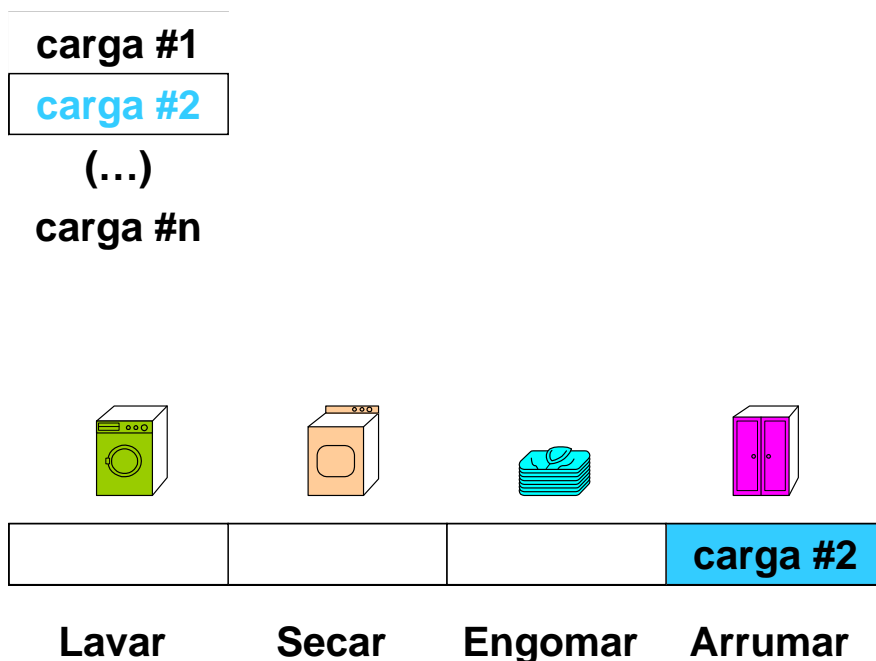 carga #1
carga #2
(…)
carga #n
carga #2
Lavar Secar Engomar Arrumar